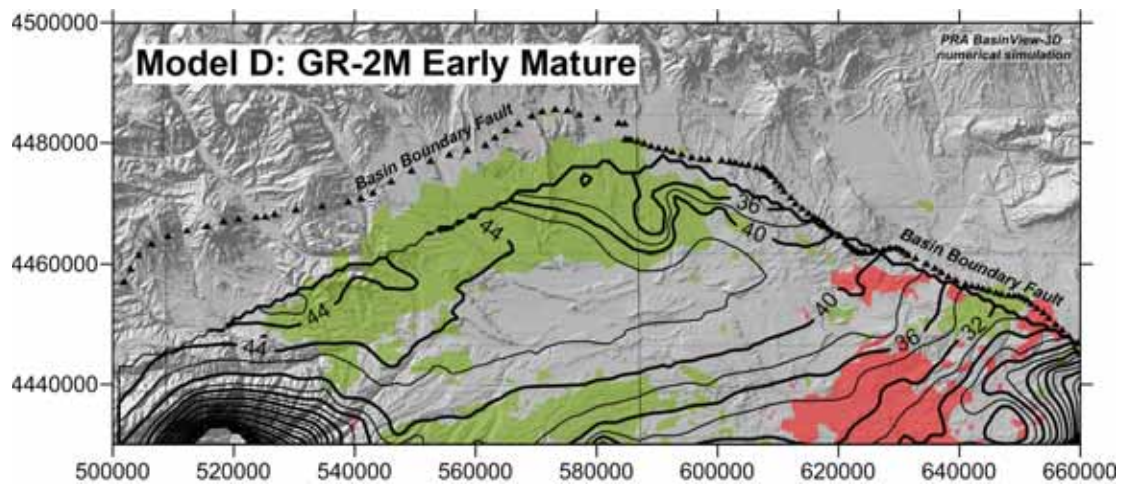 4500000
Model D: GR-2M Early Mature
PRA BasinView-3D
numerical simulation
4480000
Basin Boundary Fault
36
40
44
4460000
Basin Boundary Fault
44
40
32
44
36
4440000
500000 520000 540000 560000 580000 600000 620000 640000 660000